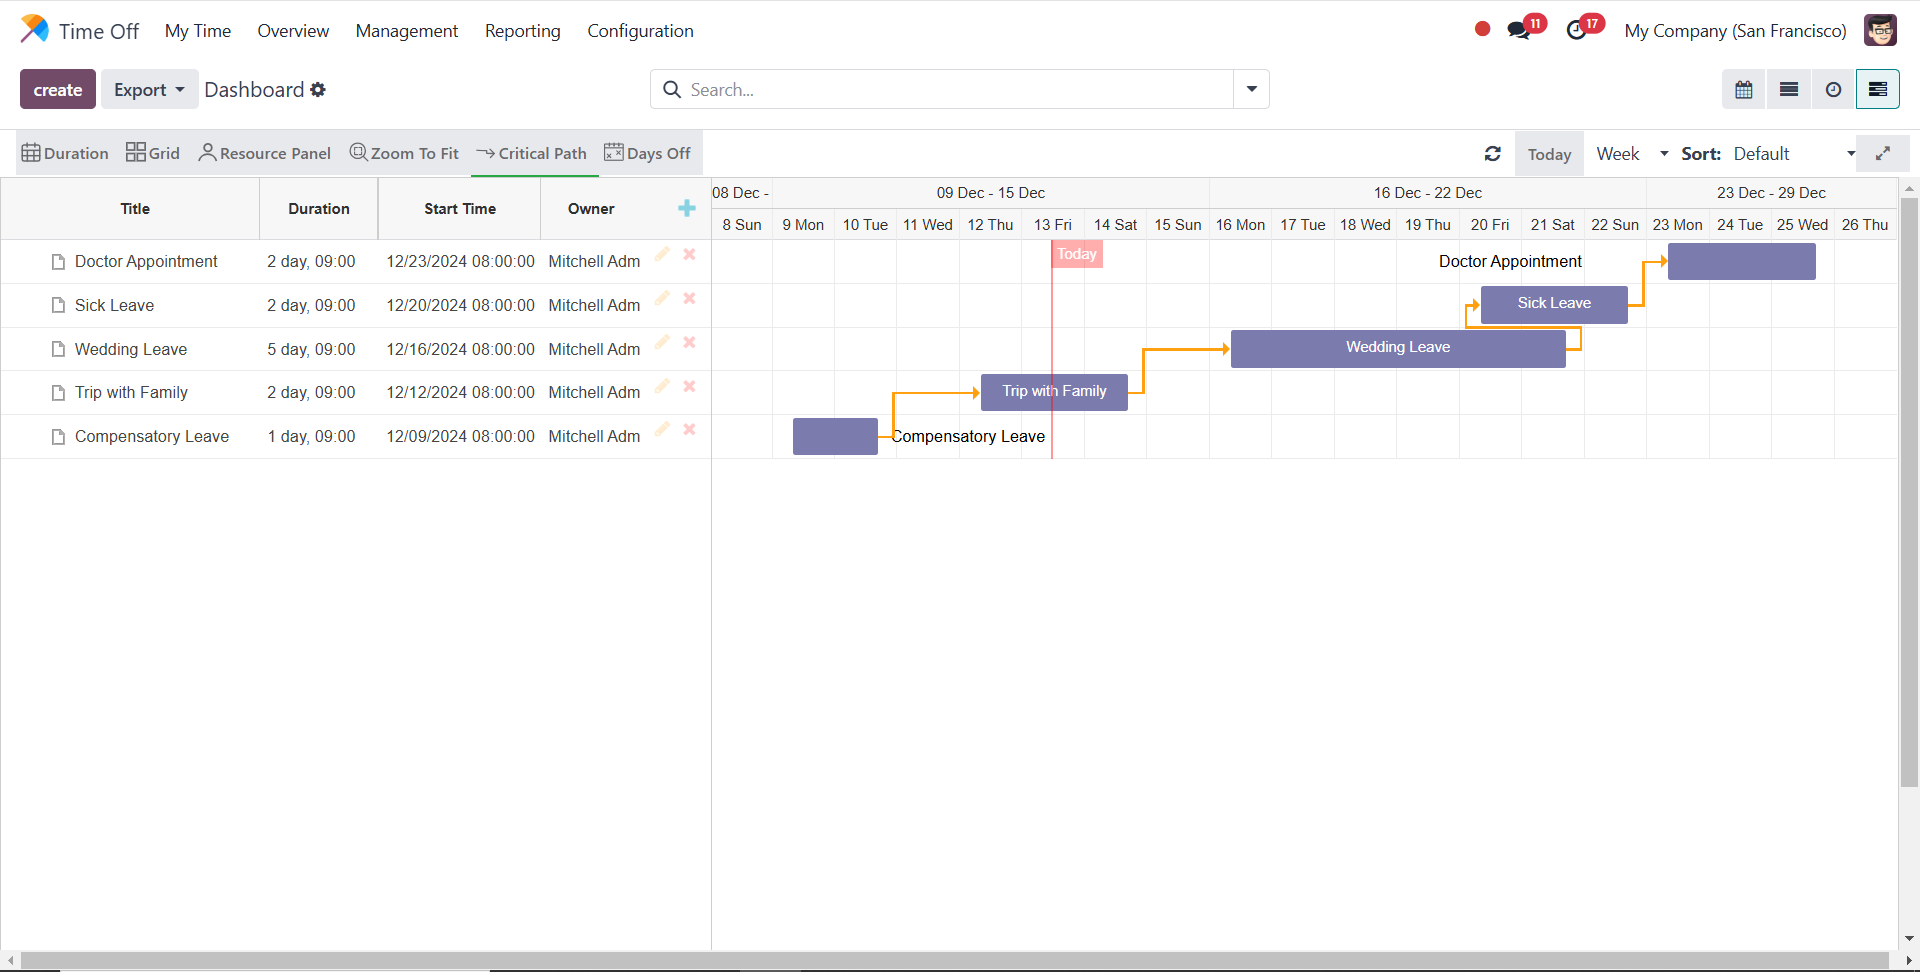 Time Off My Time Overview Management Reporting Configuration 11 17 My Company (San Francisco)
create Export Dashboard Search...
Duration Grid Resource Panel Zoom To Fit Critical Path Days Off Today Week Sort: Default
Title Duration Start Time Owner
08 Dec - 09 Dec - 15 Dec 16 Dec - 22 Dec 23 Dec - 29 Dec
8 Sun 9 Mon 10 Tue 11 Wed 12 Thu 13 Fri 14 Sat 15 Sun 16 Mon 17 Tue 18 Wed 19 Thu 20 Fri 21 Sat 22 Sun 23 Mon 24 Tue 25 Wed 26 Thu
Today
Doctor Appointment 2 day, 09:00 12/23/2024 08:00:00 Mitchell Adm Doctor Appointment
Sick Leave 2 day, 09:00 12/20/2024 08:00:00 Mitchell Adm Sick Leave
Wedding Leave 5 day, 09:00 12/16/2024 08:00:00 Mitchell Adm Wedding Leave
Trip with Family 2 day, 09:00 12/12/2024 08:00:00 Mitchell Adm Trip with Family
Compensatory Leave 1 day, 09:00 12/09/2024 08:00:00 Mitchell Adm Compensatory Leave